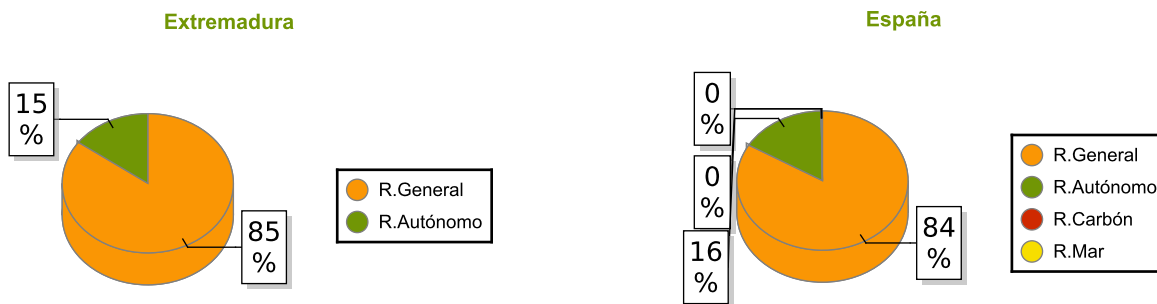 Extremadura
15
%
85
%
R.General
R.Autónomo
España
0
%
0
%
16
%
84
%
R.General
R.Autónomo
R.Carbón
R.Mar